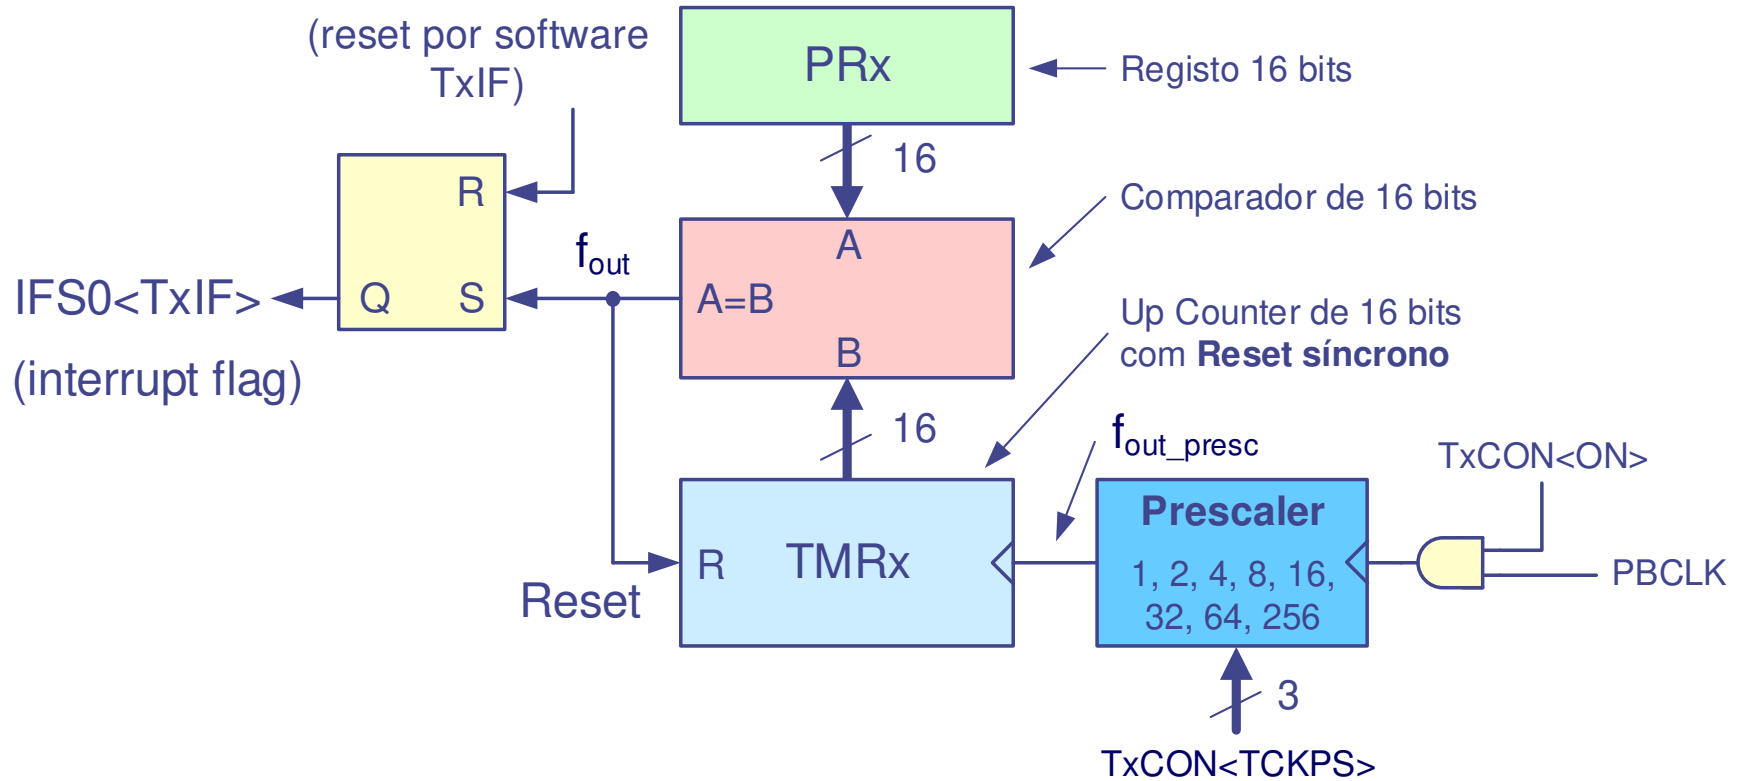 (reset por software
TxIF)
PRx
Registo 16 bits
16
Comparador de 16 bits
R
A
f_out
IFS0<TxIF>
Q
S
A=B
Up Counter de 16 bits
com Reset síncrono
B
(interrupt flag)
16
f_out_presc
TxCON<ON>
Prescaler
R
TMRx
1, 2, 4, 8, 16,
32, 64, 256
PBCLK
Reset
3
TxCON<TCKPS>